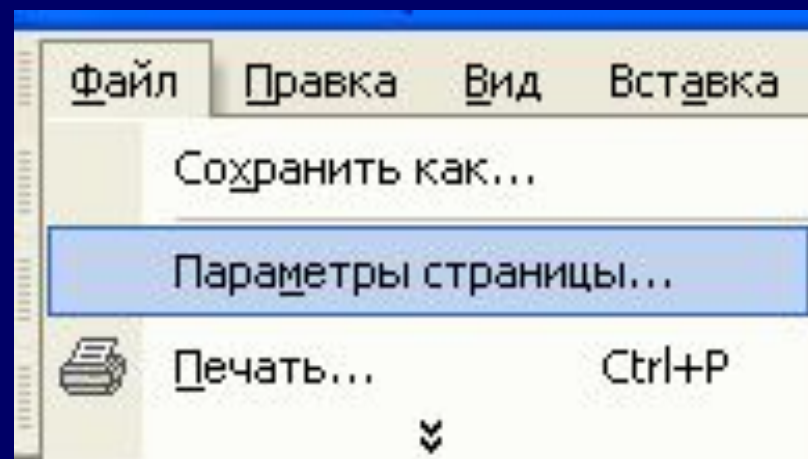 Файл Правка Вид Вставка
Сохранить как...
Параметры страницы...
Печать... Ctrl+P